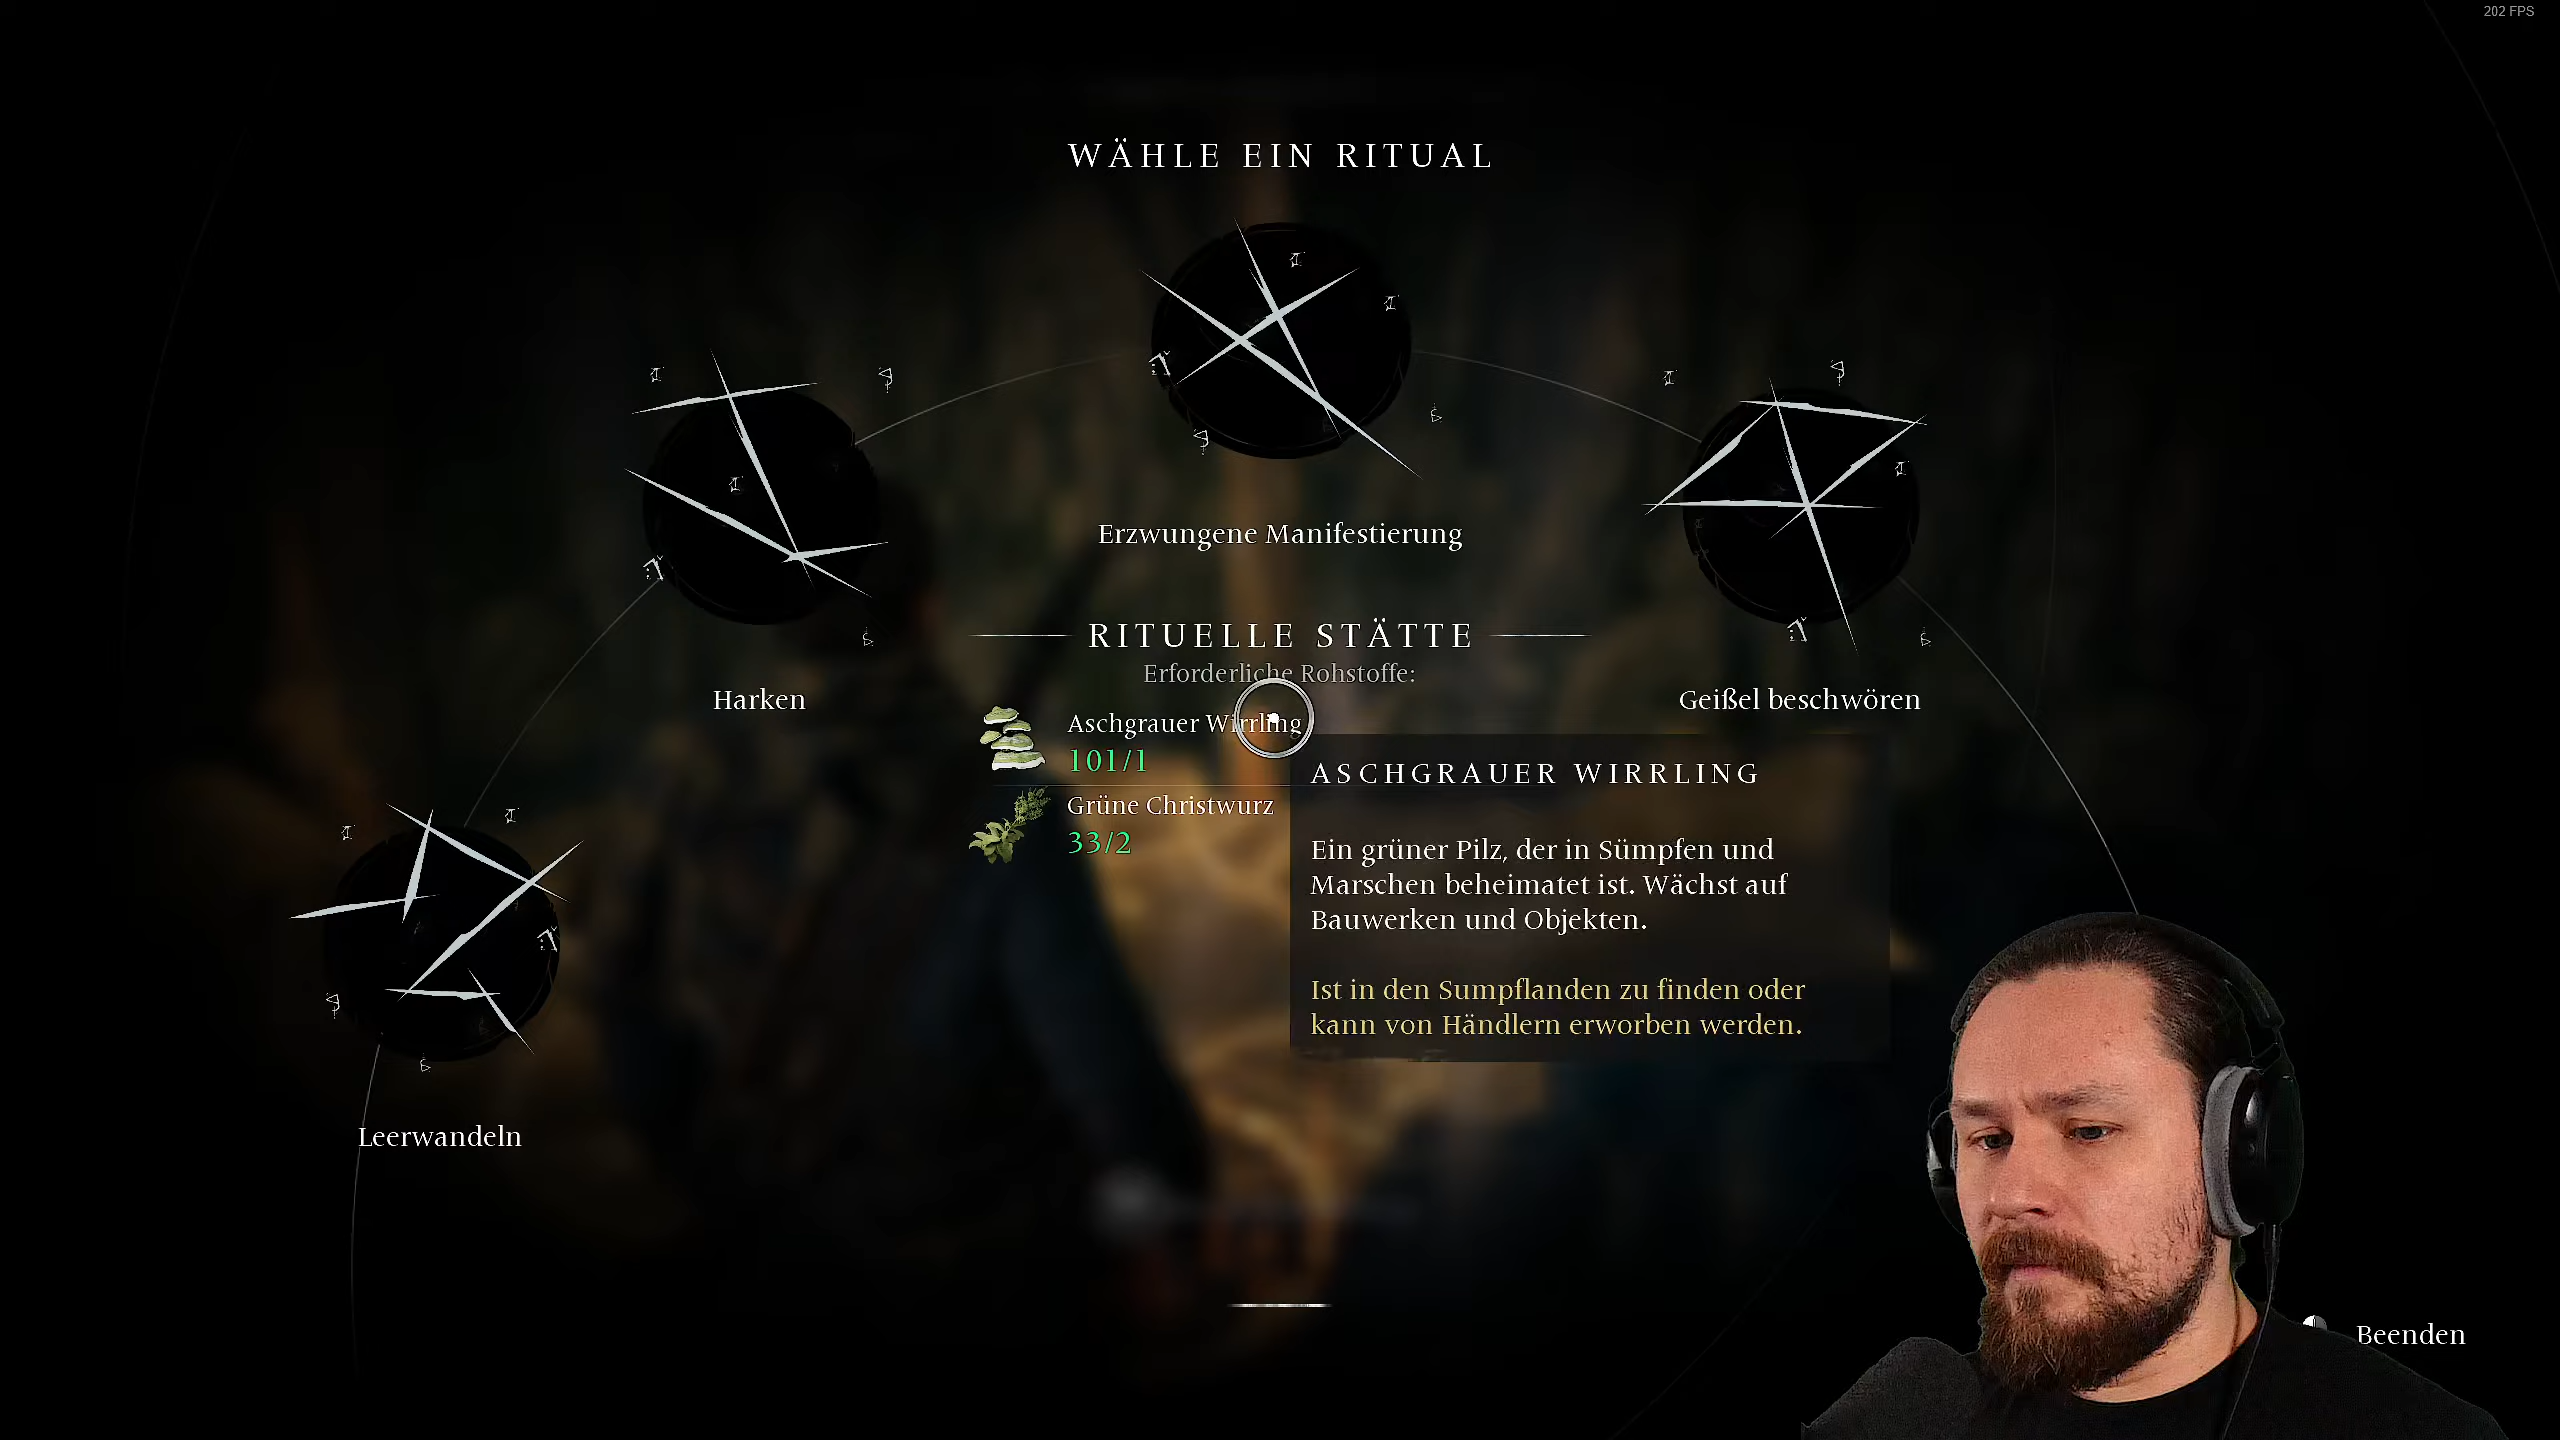 202 FPS
WÄHLE EIN RITUAL
Erzwungene Manifestierung
Harken
Geißel beschwören
RITUELLE STÄTTE
Erforderliche Rohstoffe:
Aschgrauer Wirrling
101/1
Grüne Christwurz
33/2
ASCHGRAUER WIRRLING
Ein grüner Pilz, der in Sümpfen und
Marschen beheimatet ist. Wächst auf
Bauwerken und Objekten.
Ist in den Sumpflanden zu finden oder
kann von Händlern erworben werden.
Leerwandeln
Beenden